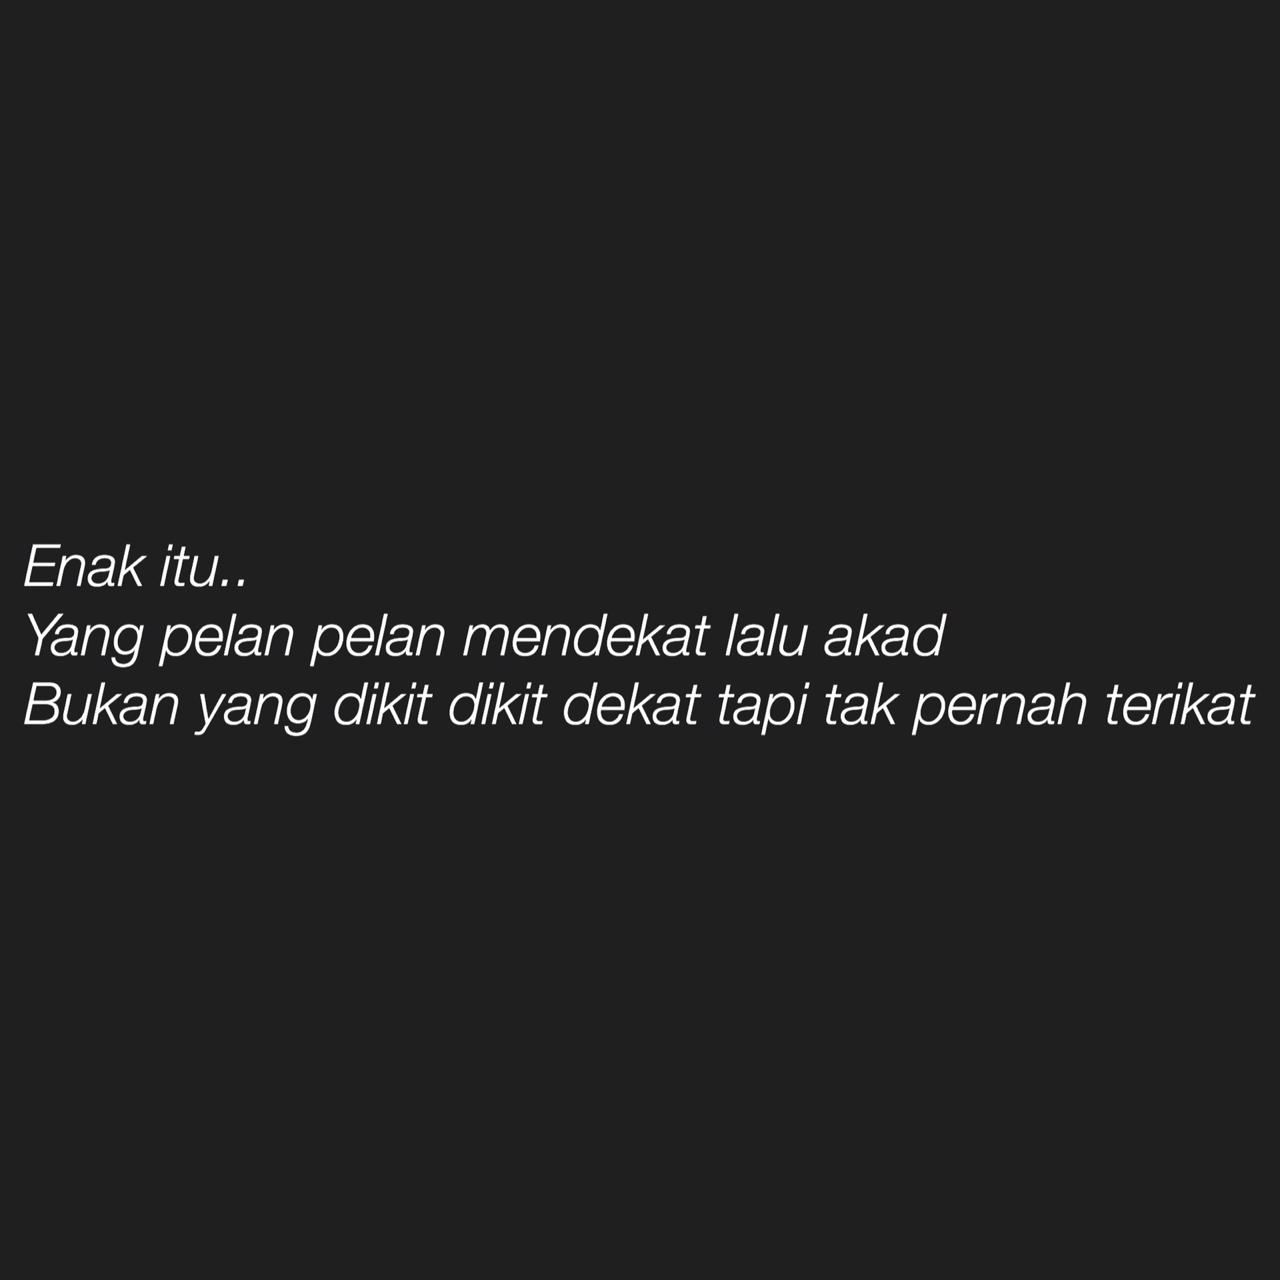 Enak itu..
Yang pelan pelan mendekat lalu akad
Bukan yang dikit dikit dekat tapi tak pernah terikat